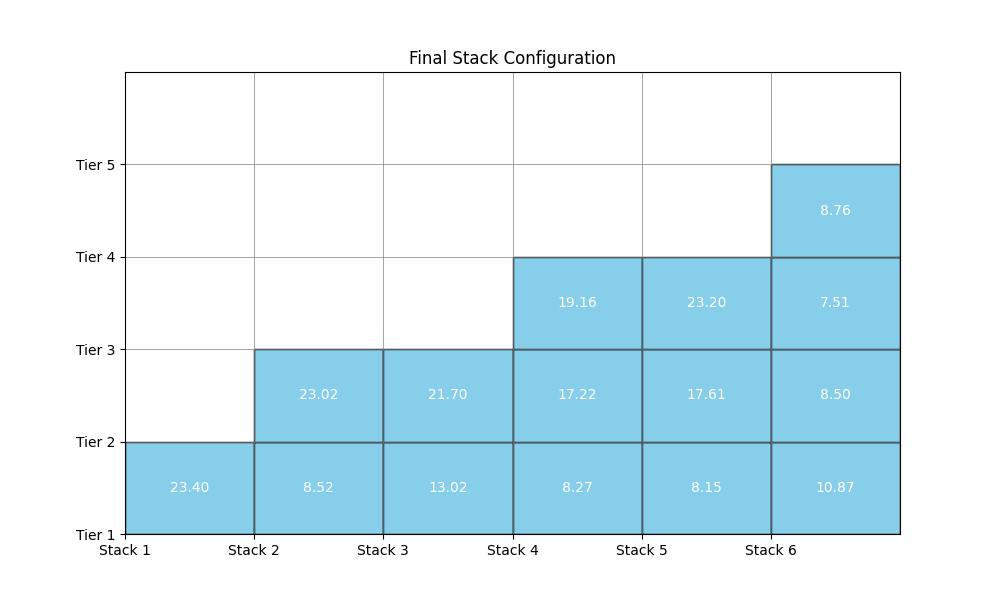 Final Stack Configuration
Tier 5
8.76
Tier 4
19.16 23.20 7.51
Tier 3
23.02 21.70 17.22 17.61 8.50
Tier 2
23.40 8.52 13.02 8.27 8.15 10.87
Tier 1
Stack 1 Stack 2 Stack 3 Stack 4 Stack 5 Stack 6